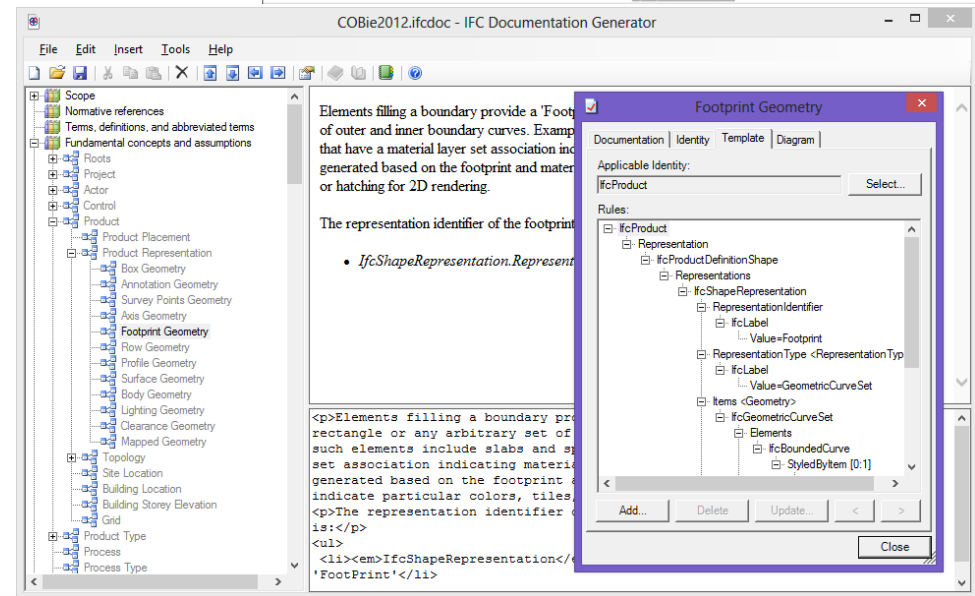 COBie2012.ifcdoc - IFC Documentation Generator
File Edit Insert Tools Help
Scope
Normative references
Terms, definitions, and abbreviated terms
Fundamental concepts and assumptions
Roots
Project
Actor
Control
Product
Product Placement
Product Representation
Box Geometry
Annotation Geometry
Survey Points Geometry
Axis Geometry
Footprint Geometry
Row Geometry
Profile Geometry
Surface Geometry
Body Geometry
Lighting Geometry
Clearance Geometry
Mapped Geometry
Topology
Site Location
Building Location
Building Storey Elevation
Grid
Product Type
Process
Process Type
Elements filling a boundary provide a 'Foot
of outer and inner boundary curves. Examp
that have a material layer set association inc
generated based on the footprint and mater
or hatching for 2D rendering.
The representation identifier of the footprint
• IfcShapeRepresentation.Represent
<p>Elements filling a boundary pro
rectangle or any arbitrary set of
such elements include slabs and sp
set association indicating materia
generated based on the footprint a
indicate particular colors, tiles,
<p>The representation identifier o
is:</p>
<ul>
<li><em>IfcShapeRepresentation</e
'FootPrint'</li>
Footprint Geometry
Documentation Identity Template Diagram
Applicable Identity:
IfcProduct Select...
Rules:
IfcProduct
Representation
IfcProductDefinitionShape
Representations
IfcShapeRepresentation
RepresentationIdentifier
IfcLabel
Value=Footprint
RepresentationType <RepresentationTyp
IfcLabel
Value=GeometricCurveSet
Items <Geometry>
IfcGeometricCurveSet
Elements
IfcBoundedCurve
StyledByItem [0:1]
Add... Delete Update... < >
Close